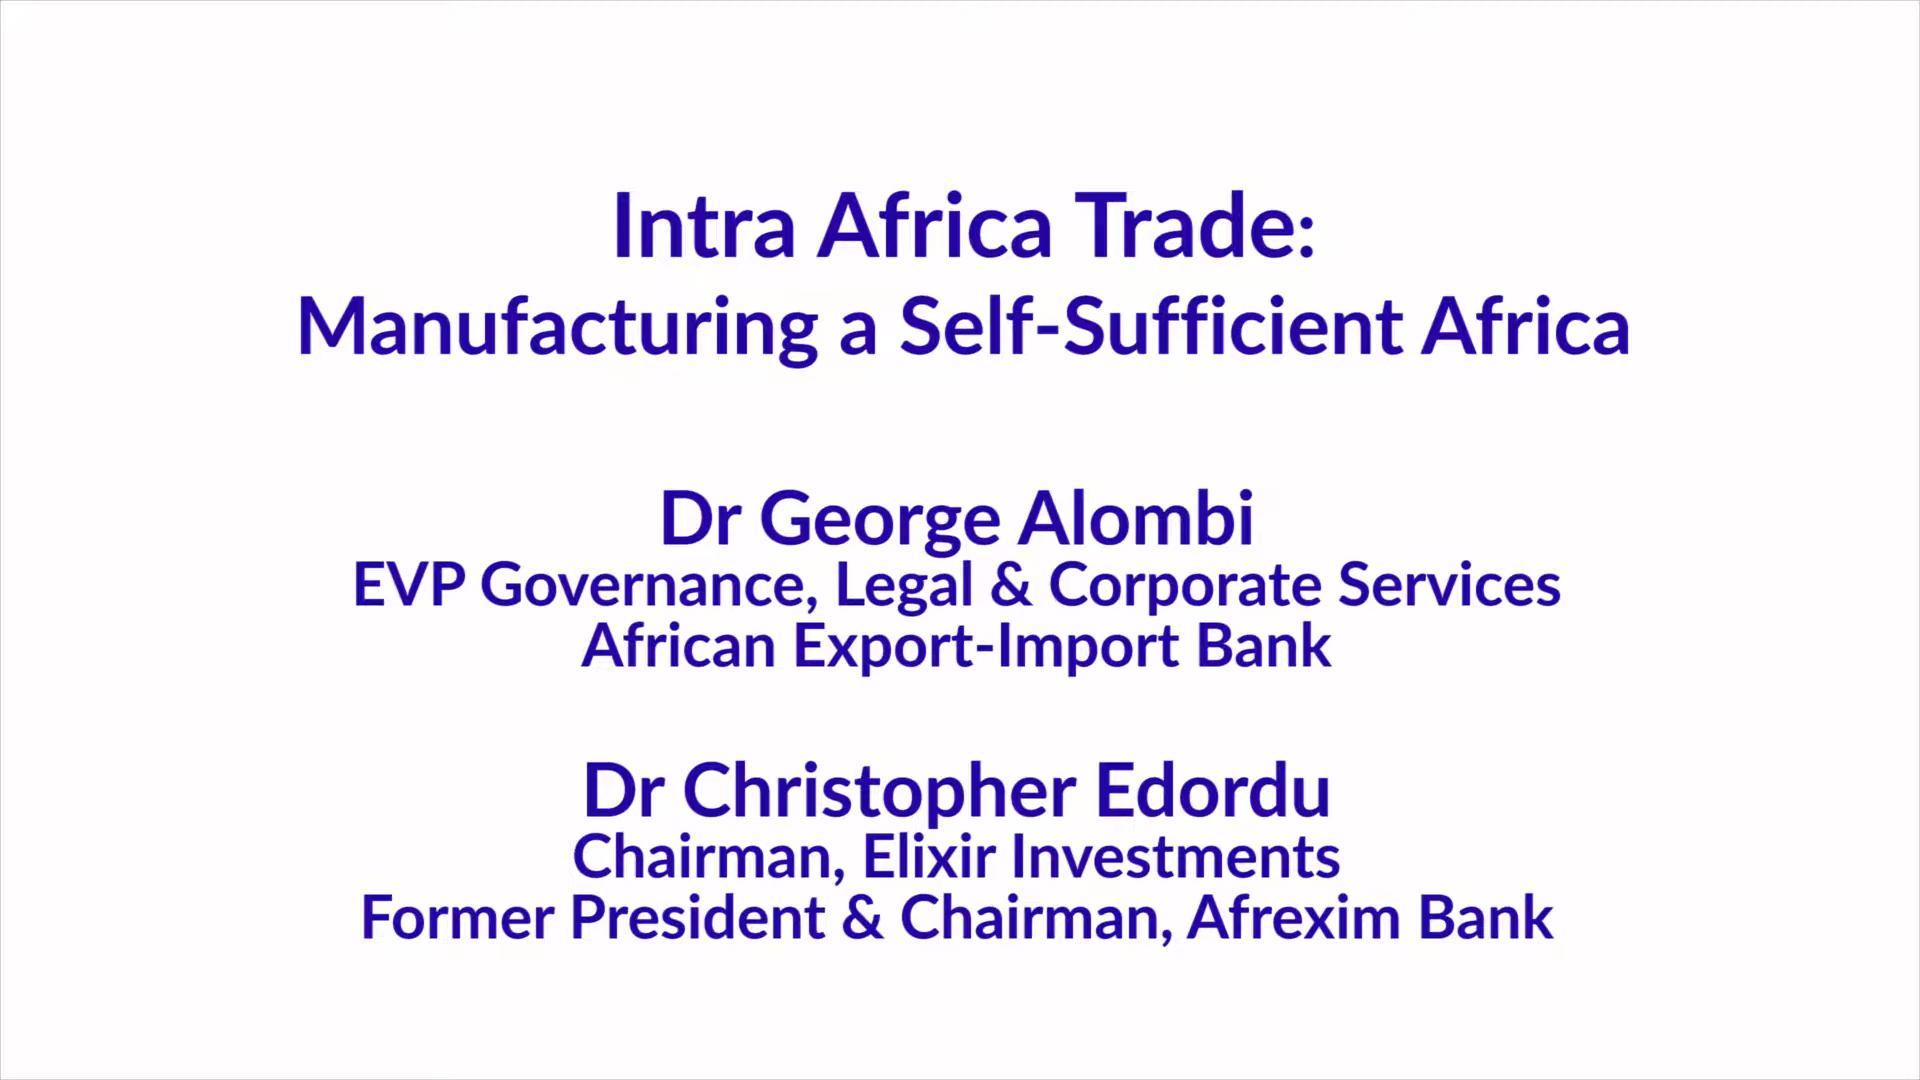 Intra Africa Trade:
Manufacturing a Self-Sufficient Africa
Dr George Alombi
EVP Governance, Legal & Corporate Services
African Export-Import Bank
Dr Christopher Edordu
Chairman, Elixir Investments
Former President & Chairman, Afrexim Bank